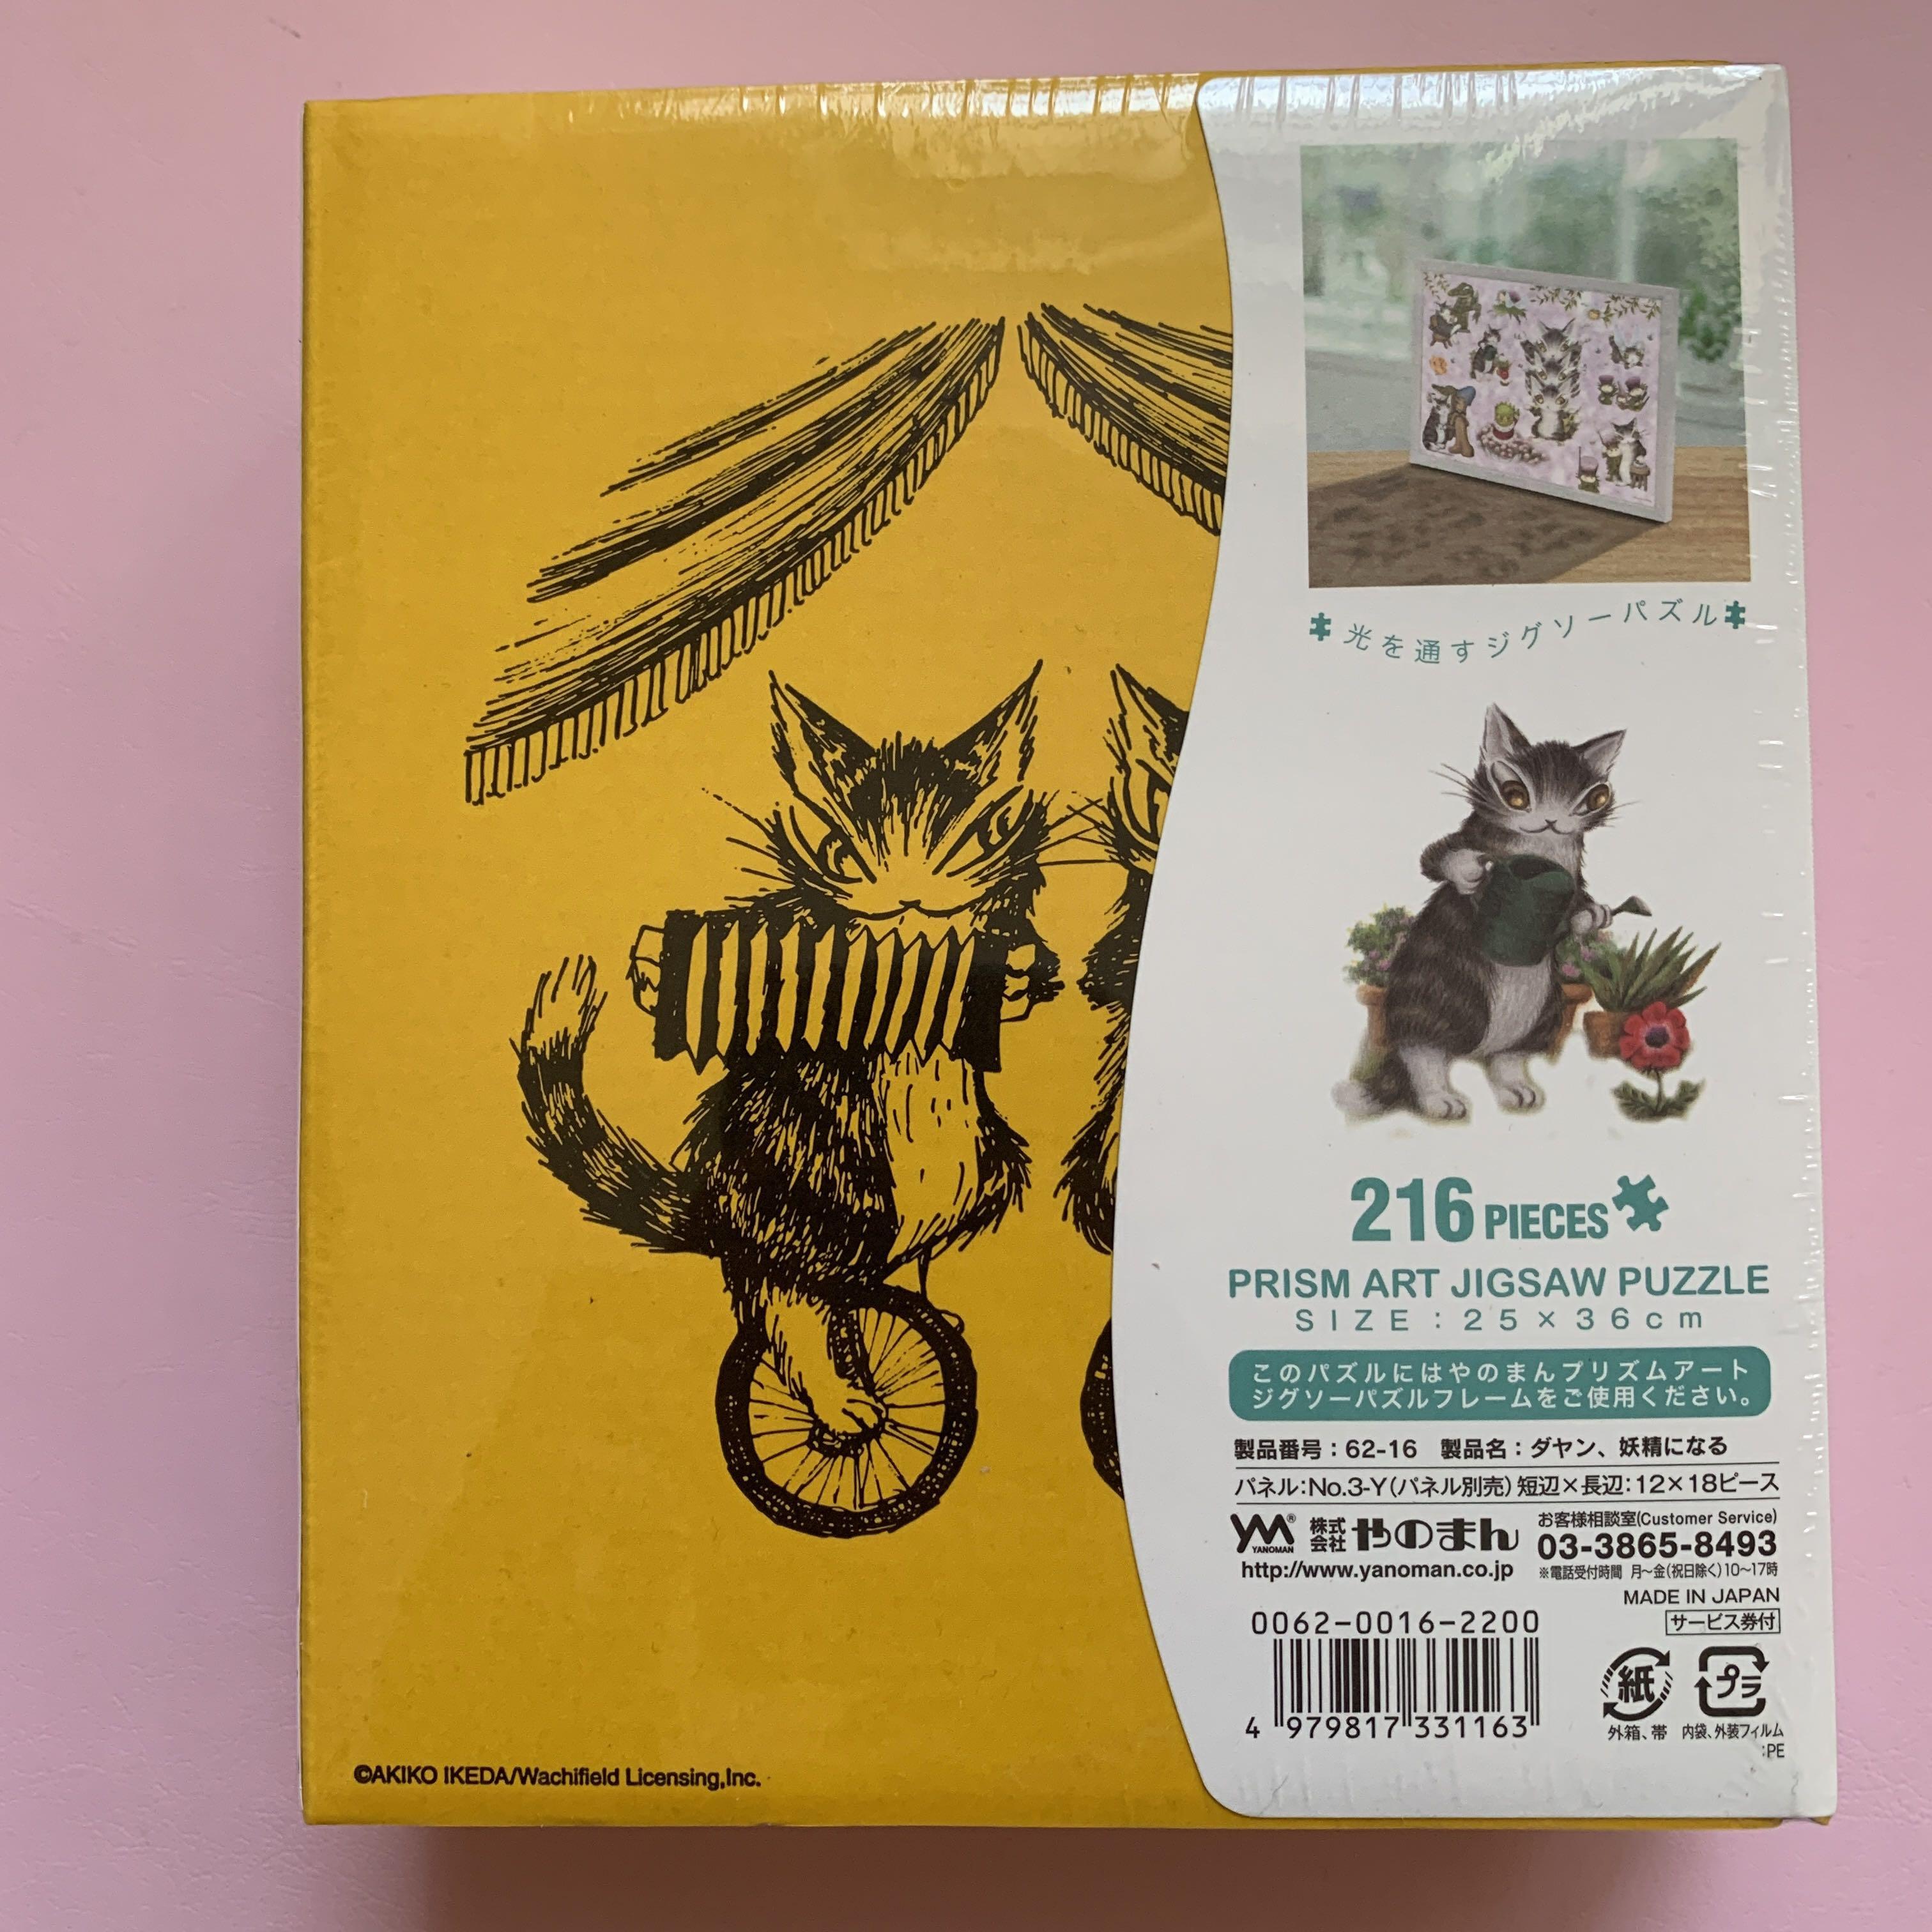 光を通すジグソーパズル
216 PIECES
PRISM ART JIGSAW PUZZLE
SIZE:25×36cm
このパズルにはやのまんプリズムアート
ジグソーパズルフレームをご使用ください。
製品番号:62-16 製品名:ダヤン、妖精になる
パネル:No.3-Y(パネル別売) 短辺×長辺:12×18ピース
YM® YANOMAN 株式会社 やのまん
http://www.yanoman.co.jp
お客様相談室(Customer Service)
03-3865-8493
※電話受付時間 月~金(祝日除く)10~17時
MADE IN JAPAN
サービス券付
0062-0016-2200
4 979817 331163
紙
外箱、帯
プラ
内袋、外装フィルム
:PE
©AKIKO IKEDA/Wachifield Licensing,Inc.